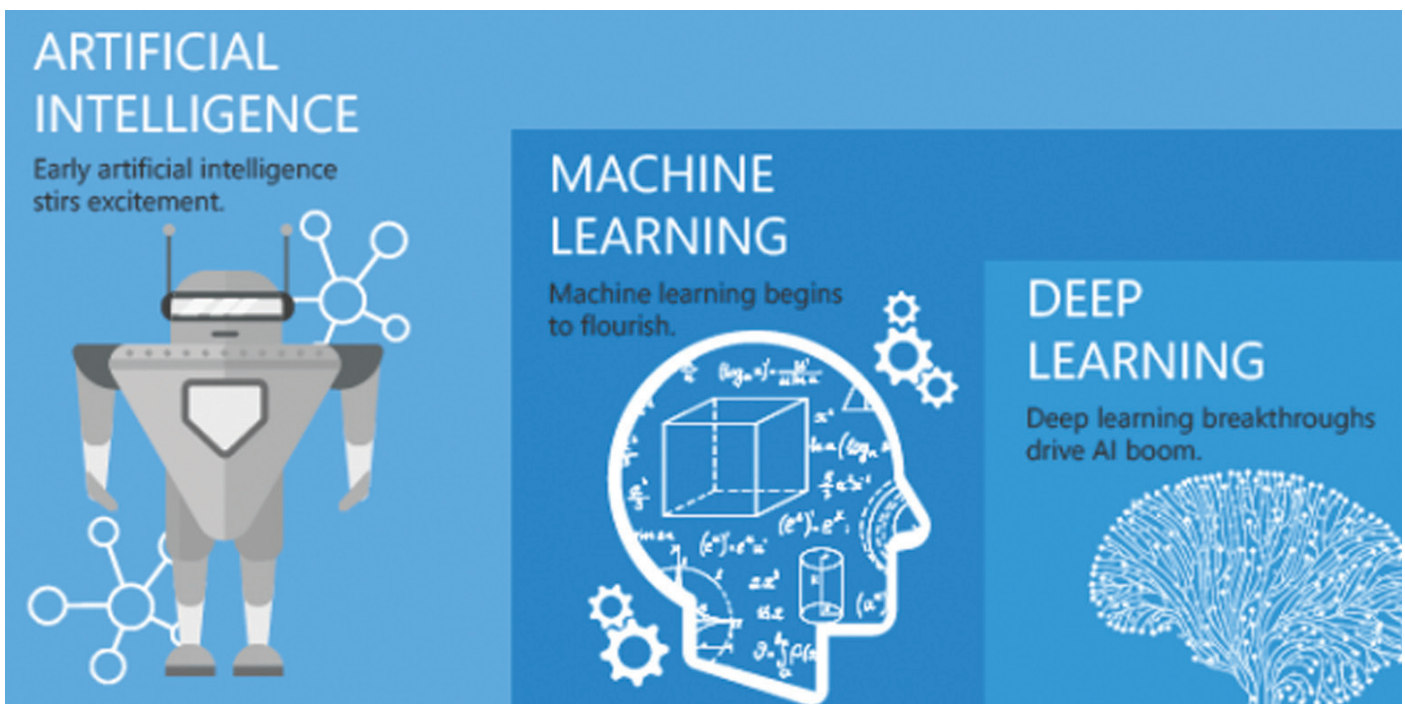 ARTIFICIAL
INTELLIGENCE
Early artificial intelligence
stirs excitement.
MACHINE
LEARNING
Machine learning begins
to flourish.
DEEP
LEARNING
Deep learning breakthroughs
drive AI boom.